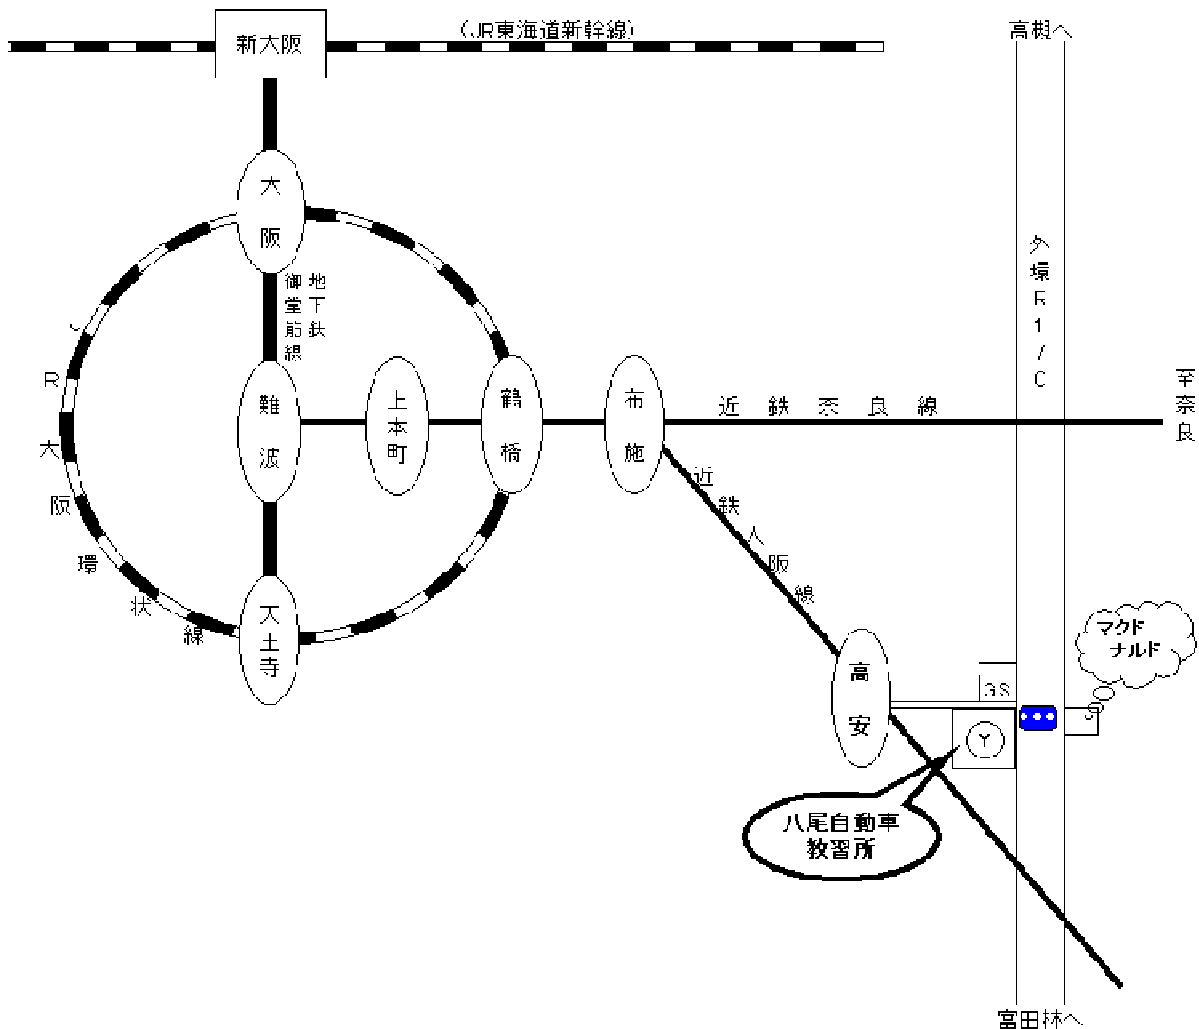 (JR東海道新幹線)
新大阪
高槻へ
大阪
地下鉄
御堂筋線
外環R170
JR大阪環状線
難波
上本町
鶴橋
布施
近鉄奈良線
至奈良
近鉄大阪線
天王寺
マクド
ナルド
高安
GS
Y
八尾自動車
教習所
富田林へ